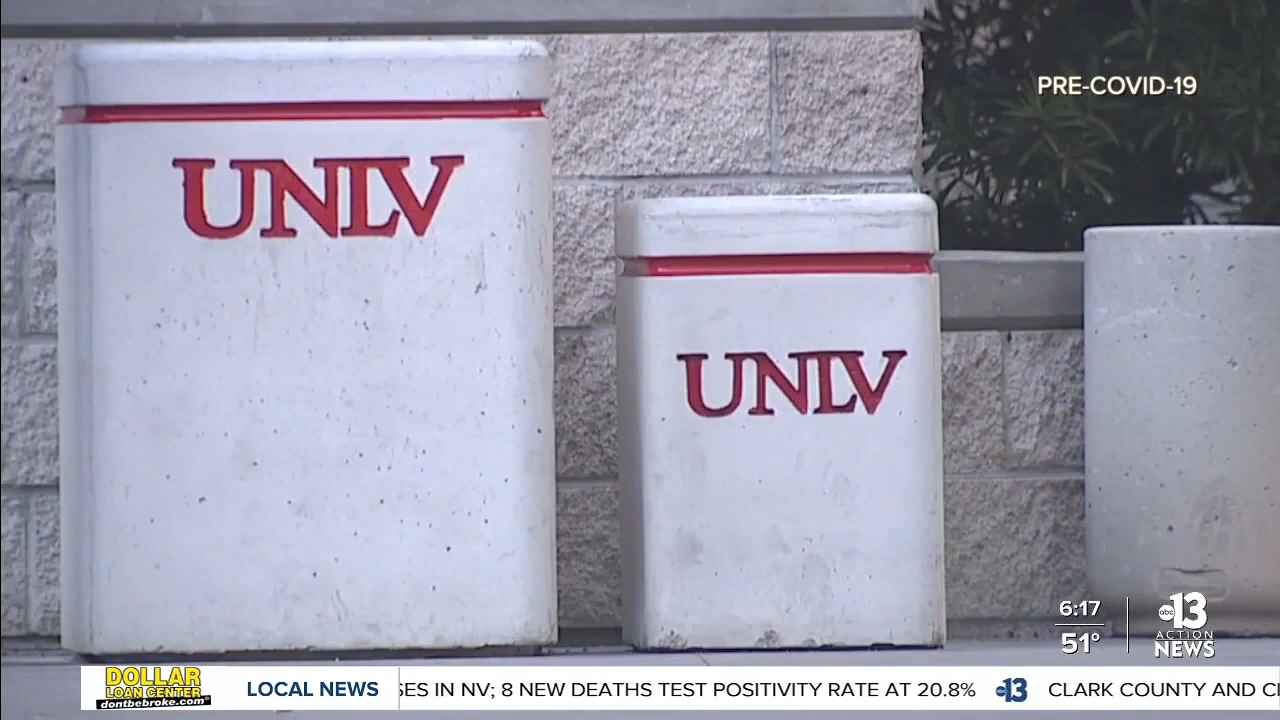 PRE-COVID-19
UNLV
UNLV
6:17
51°
abc 13
ACTION
NEWS
DOLLAR
LOAN CENTER
dontbebroke.com
LOCAL NEWS
SES IN NV; 8 NEW DEATHS TEST POSITIVITY RATE AT 20.8% abc 13 CLARK COUNTY AND C